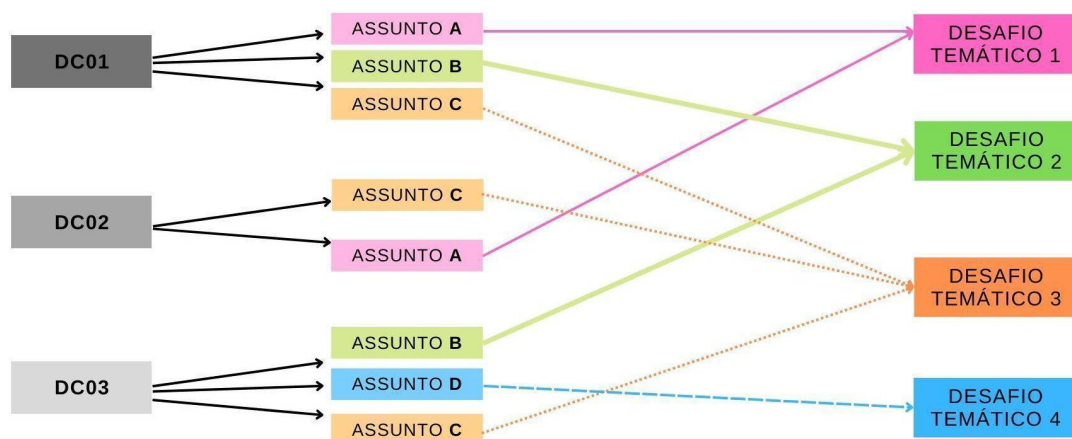 DC01
ASSUNTO A
ASSUNTO B
ASSUNTO C
DESAFIO
TEMÁTICO 1
DESAFIO
TEMÁTICO 2
DC02
ASSUNTO C
ASSUNTO A
DESAFIO
TEMÁTICO 3
DC03
ASSUNTO B
ASSUNTO D
ASSUNTO C
DESAFIO
TEMÁTICO 4